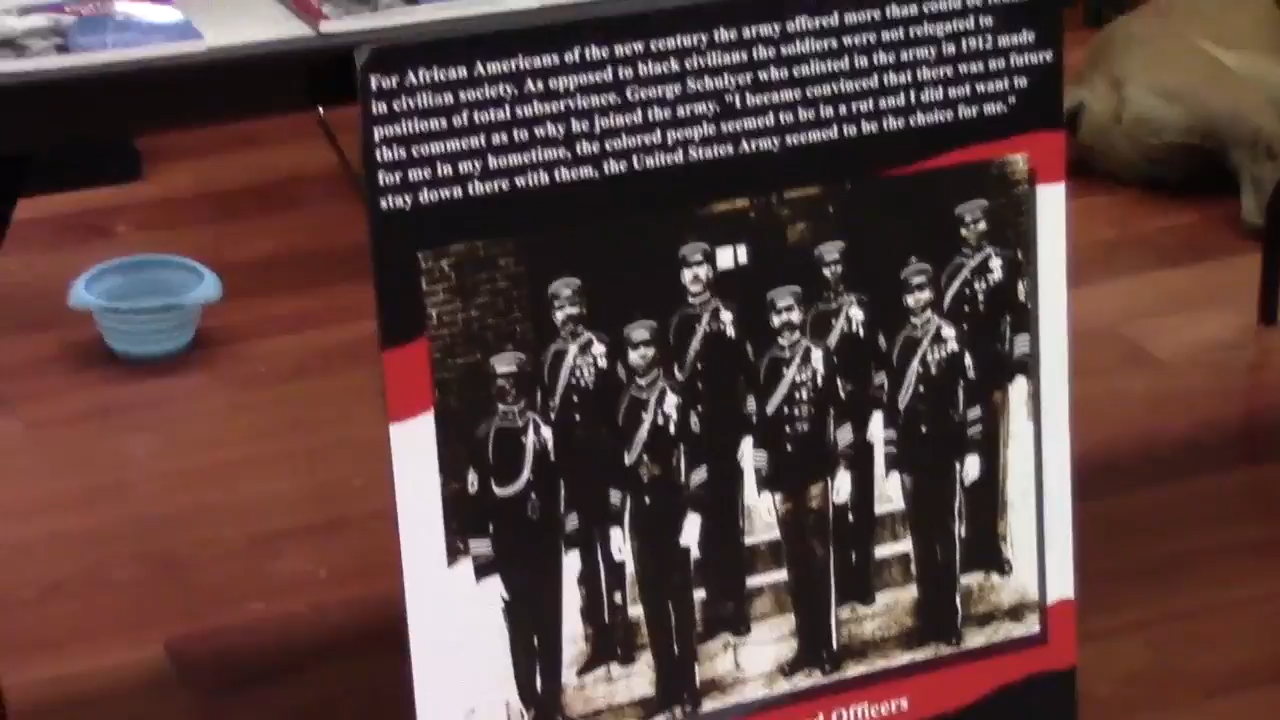 For African Americans of the new century the army offered more than could be
in civilian society. As opposed to black civilians the soldiers were not relegated to
positions of total subservience. George Schulyer who enlisted in the army in 1912 made
this comment as to why he joined the army. "I became convinced that there was no future
for me in my hometime, the colored people seemed to be in a rut and I did not want to
stay down there with them, the United States Army seemed to be the choice for me."
Officers